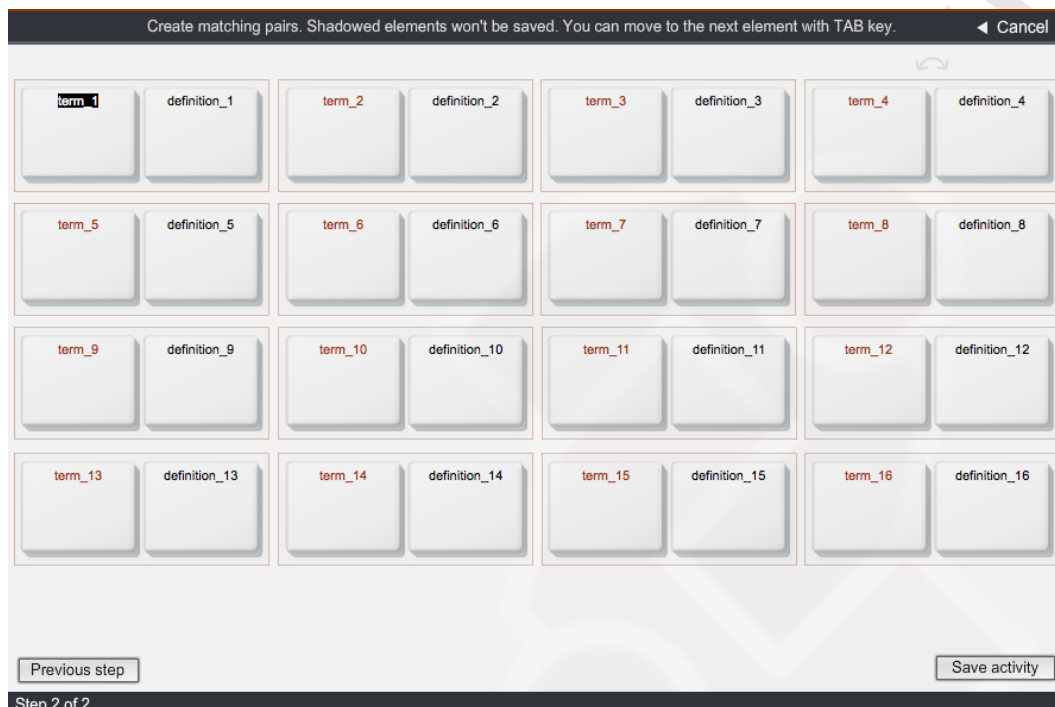 Create matching pairs. Shadowed elements won't be saved. You can move to the next element with TAB key. ◄ Cancel
term_1 definition_1 term_2 definition_2 term_3 definition_3 term_4 definition_4
term_5 definition_5 term_6 definition_6 term_7 definition_7 term_8 definition_8
term_9 definition_9 term_10 definition_10 term_11 definition_11 term_12 definition_12
term_13 definition_13 term_14 definition_14 term_15 definition_15 term_16 definition_16
Previous step Save activity
Step 2 of 2